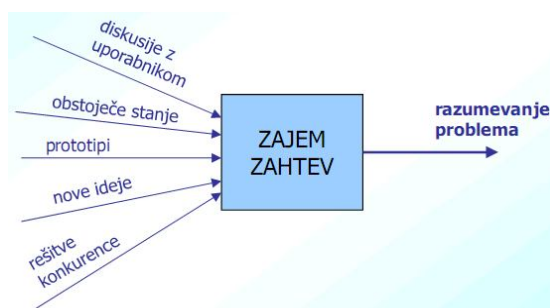 diskusije z
uporabnikom
obstoječe stanje
prototipi
nove ideje
rešitve
konkurence
ZAJEM
ZAHTEV
razumevanje
problema